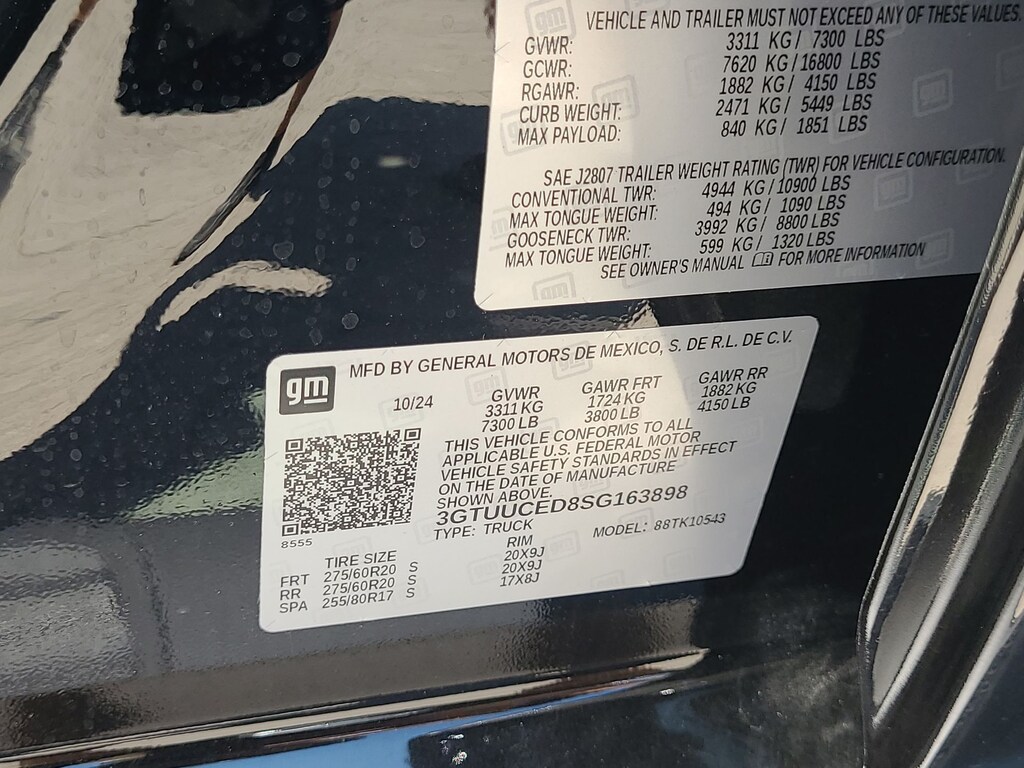 VEHICLE AND TRAILER MUST NOT EXCEED ANY OF THESE VALUES.
GVWR: 3311 KG / 7300 LBS
GCWR: 7620 KG / 16800 LBS
RGAWR: 1882 KG / 4150 LBS
CURB WEIGHT: 2471 KG / 5449 LBS
MAX PAYLOAD: 840 KG / 1851 LBS
SAE J2807 TRAILER WEIGHT RATING (TWR) FOR VEHICLE CONFIGURATION.
CONVENTIONAL TWR: 4944 KG / 10900 LBS
MAX TONGUE WEIGHT: 494 KG / 1090 LBS
GOOSENECK TWR: 3992 KG / 8800 LBS
MAX TONGUE WEIGHT: 599 KG / 1320 LBS
SEE OWNER'S MANUAL FOR MORE INFORMATION
gm MFD BY GENERAL MOTORS DE MEXICO, S. DE R.L. DE C.V.
10/24 GVWR GAWR FRT GAWR RR
3311 KG 1724 KG 1882 KG
7300 LB 3800 LB 4150 LB
THIS VEHICLE CONFORMS TO ALL
APPLICABLE U.S. FEDERAL MOTOR
VEHICLE SAFETY STANDARDS IN EFFECT
ON THE DATE OF MANUFACTURE
SHOWN ABOVE.
3GTUUCED8SG163898
8555 TYPE: TRUCK MODEL: 88TK10543
TIRE SIZE RIM
FRT 275/60R20 S 20X9J
RR 275/60R20 S 20X9J
SPA 255/80R17 S 17X8J